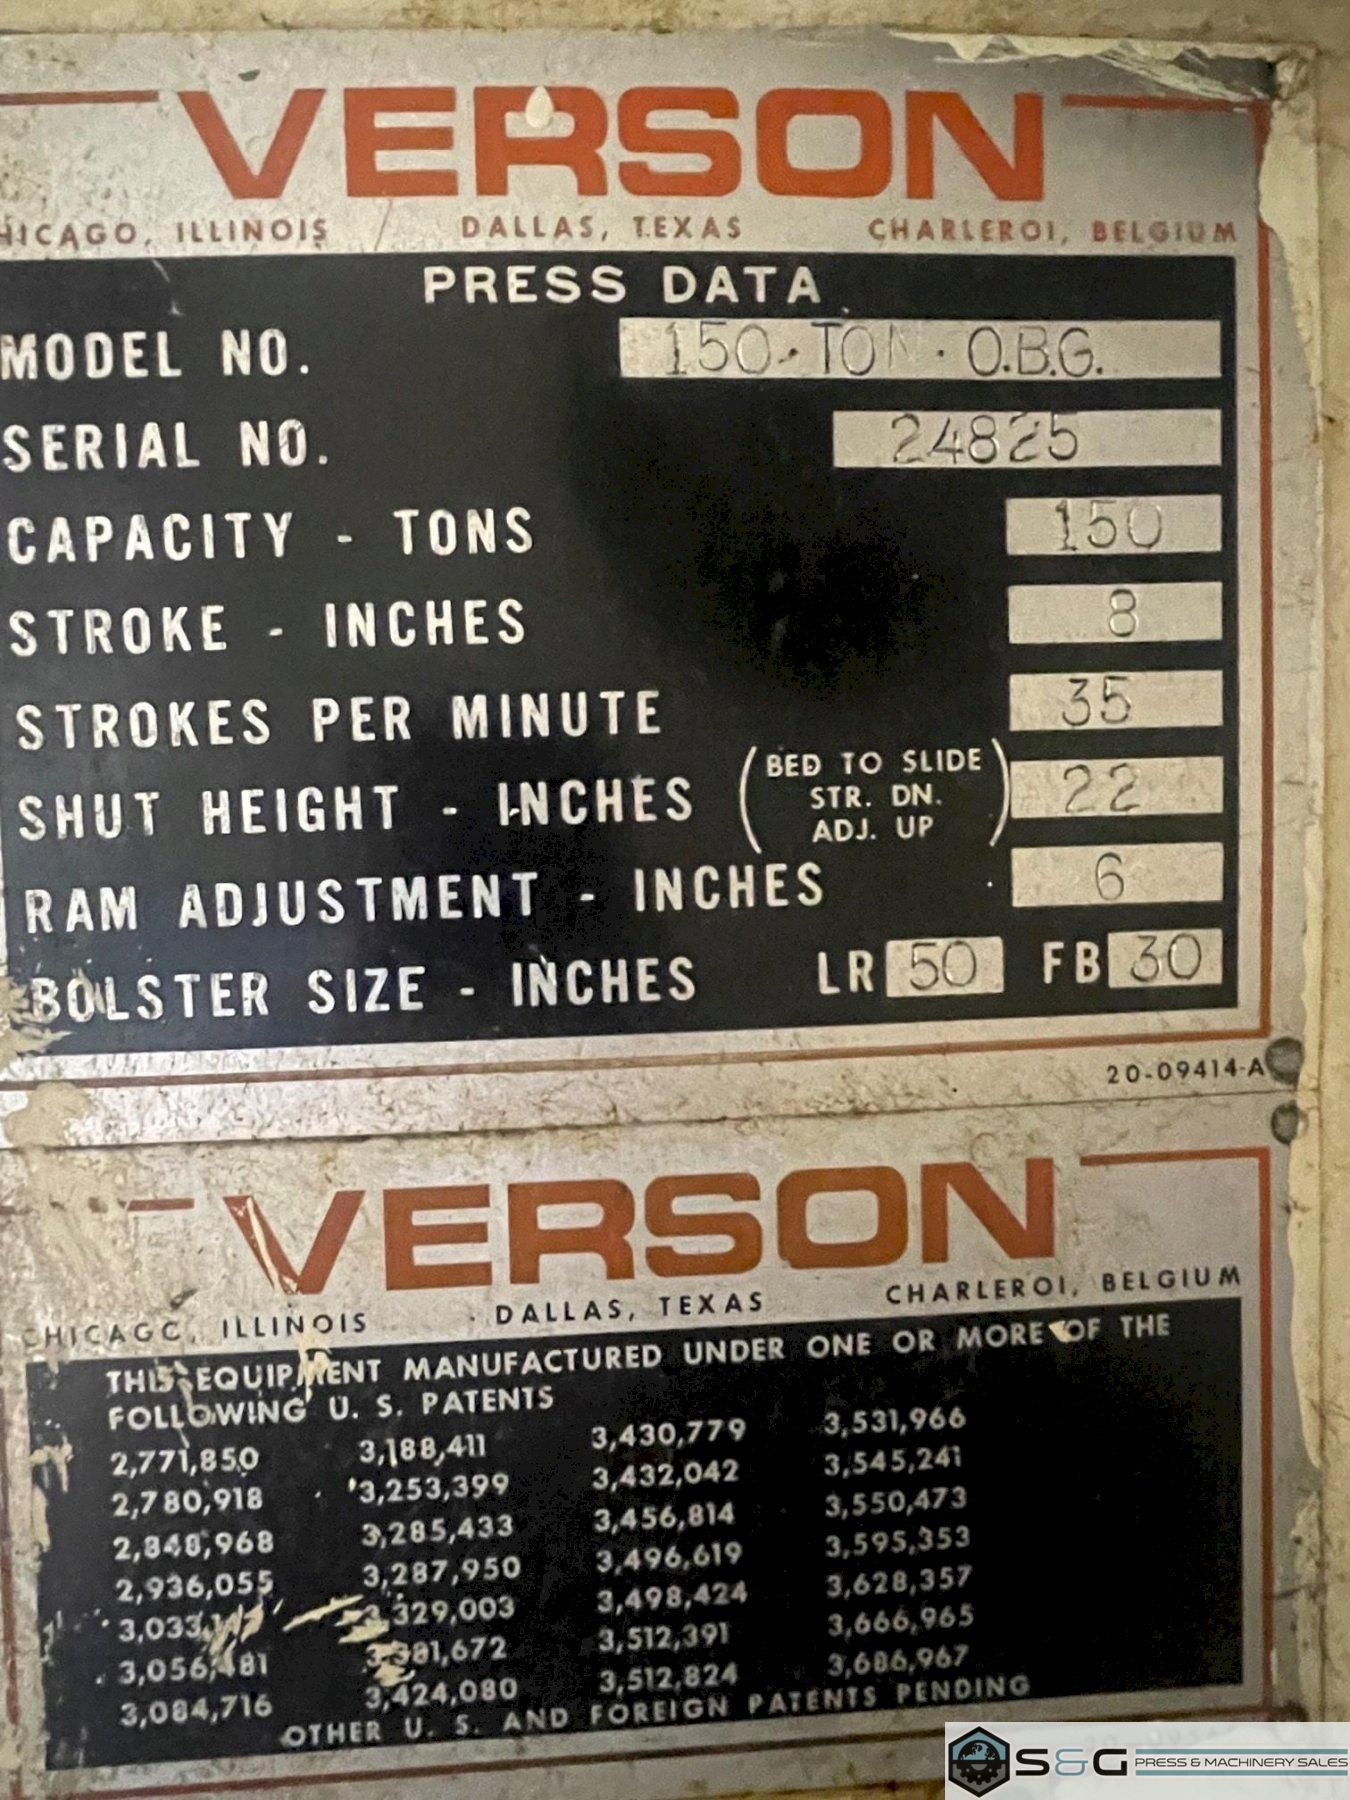 VERSON
CHICAGO, ILLINOIS DALLAS, TEXAS CHARLEROI, BELGIUM
PRESS DATA
MODEL NO. 150-TON-O.B.G.
SERIAL NO. 24825
CAPACITY - TONS 150
STROKE - INCHES 8
STROKES PER MINUTE 35
SHUT HEIGHT - INCHES (BED TO SLIDE STR. DN. ADJ. UP) 22
RAM ADJUSTMENT - INCHES 6
BOLSTER SIZE - INCHES LR 50 FB 30
20-09414-A
VERSON
CHICAGO, ILLINOIS DALLAS, TEXAS CHARLEROI, BELGIUM
THIS EQUIPMENT MANUFACTURED UNDER ONE OR MORE OF THE
FOLLOWING U. S. PATENTS
2,771,850 3,188,411 3,430,779 3,531,966
2,780,918 3,253,399 3,432,042 3,545,241
2,848,968 3,285,433 3,456,814 3,550,473
2,936,055 3,287,950 3,496,619 3,595,353
3,329,003 3,498,424 3,628,357
3,381,672 3,512,391 3,666,965
3,084,716 3,424,080 3,512,824 3,686,967
OTHER U. S. AND FOREIGN PATENTS PENDING
S&G PRESS & MACHINERY SALES